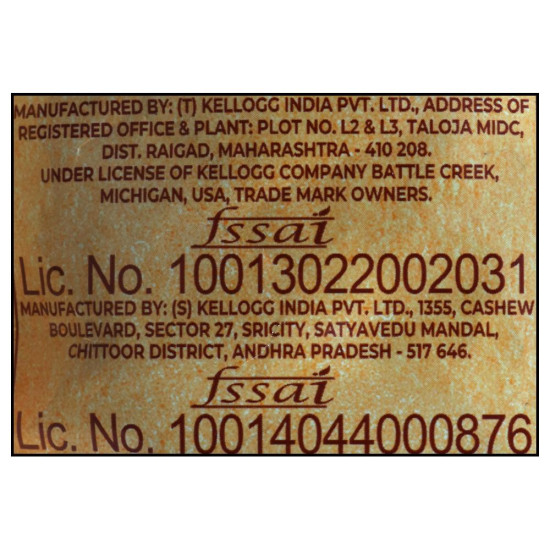 MANUFACTURED BY: (T) KELLOGG INDIA PVT. LTD., ADDRESS OF
REGISTERED OFFICE & PLANT: PLOT NO. L2 & L3, TALOJA MIDC,
DIST. RAIGAD, MAHARASHTRA - 410 208.
UNDER LICENSE OF KELLOGG COMPANY BATTLE CREEK,
MICHIGAN, USA, TRADE MARK OWNERS.
fssai
Lic. No. 10013022002031
MANUFACTURED BY: (S) KELLOGG INDIA PVT. LTD., 1355, CASHEW
BOULEVARD, SECTOR 27, SRICITY, SATYAVEDU MANDAL,
CHITTOOR DISTRICT, ANDHRA PRADESH - 517 646.
fssai
Lic. No. 10014044000876